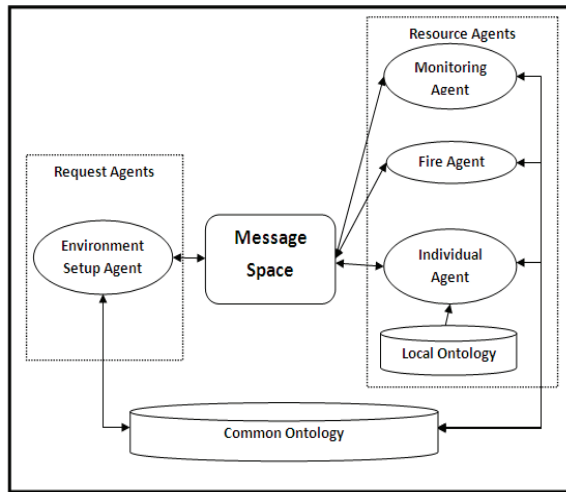 Resource Agents
Monitoring
Agent
Fire Agent
Request Agents
Environment
Setup Agent
Message
Space
Individual
Agent
Local Ontology
Common Ontology